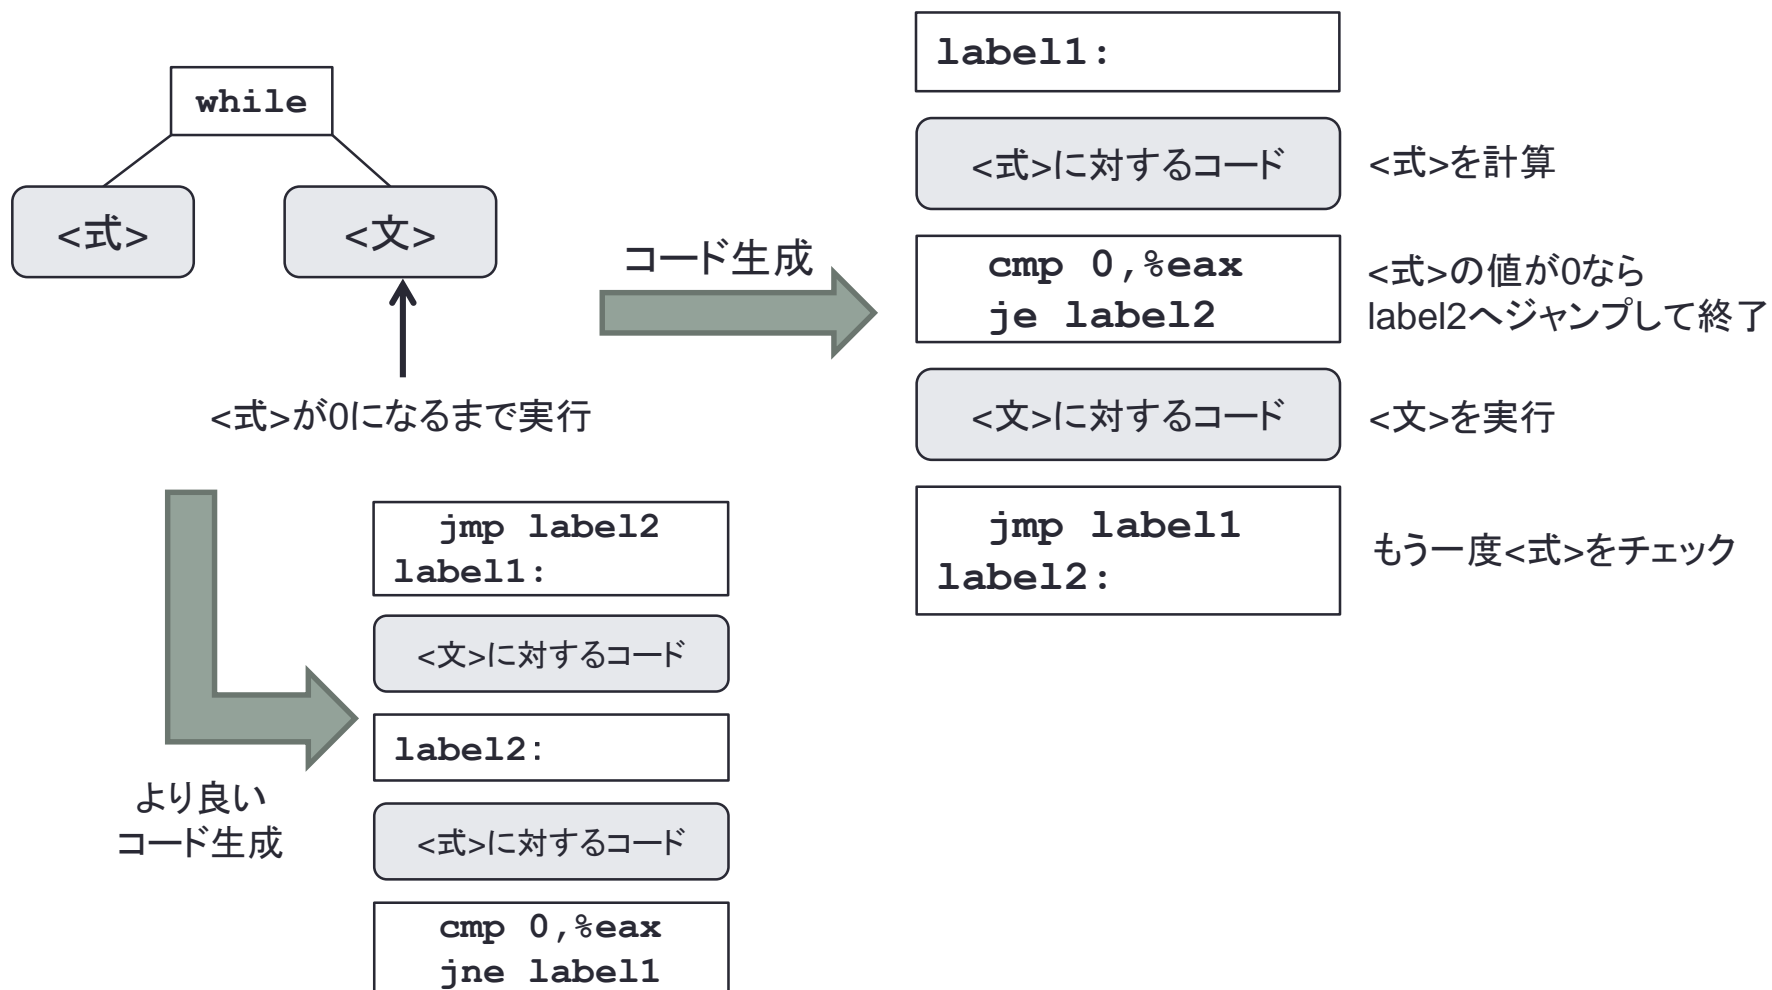 while
<式>
<文>
<式>が0になるまで実行
コード生成
label1:
<式>に対するコード
<式>を計算
cmp 0,%eax
je label2
<式>の値が0なら
label2へジャンプして終了
<文>に対するコード
<文>を実行
jmp label1
label2:
もう一度<式>をチェック
より良い
コード生成
jmp label2
label1:
<文>に対するコード
label2:
<式>に対するコード
cmp 0,%eax
jne label1